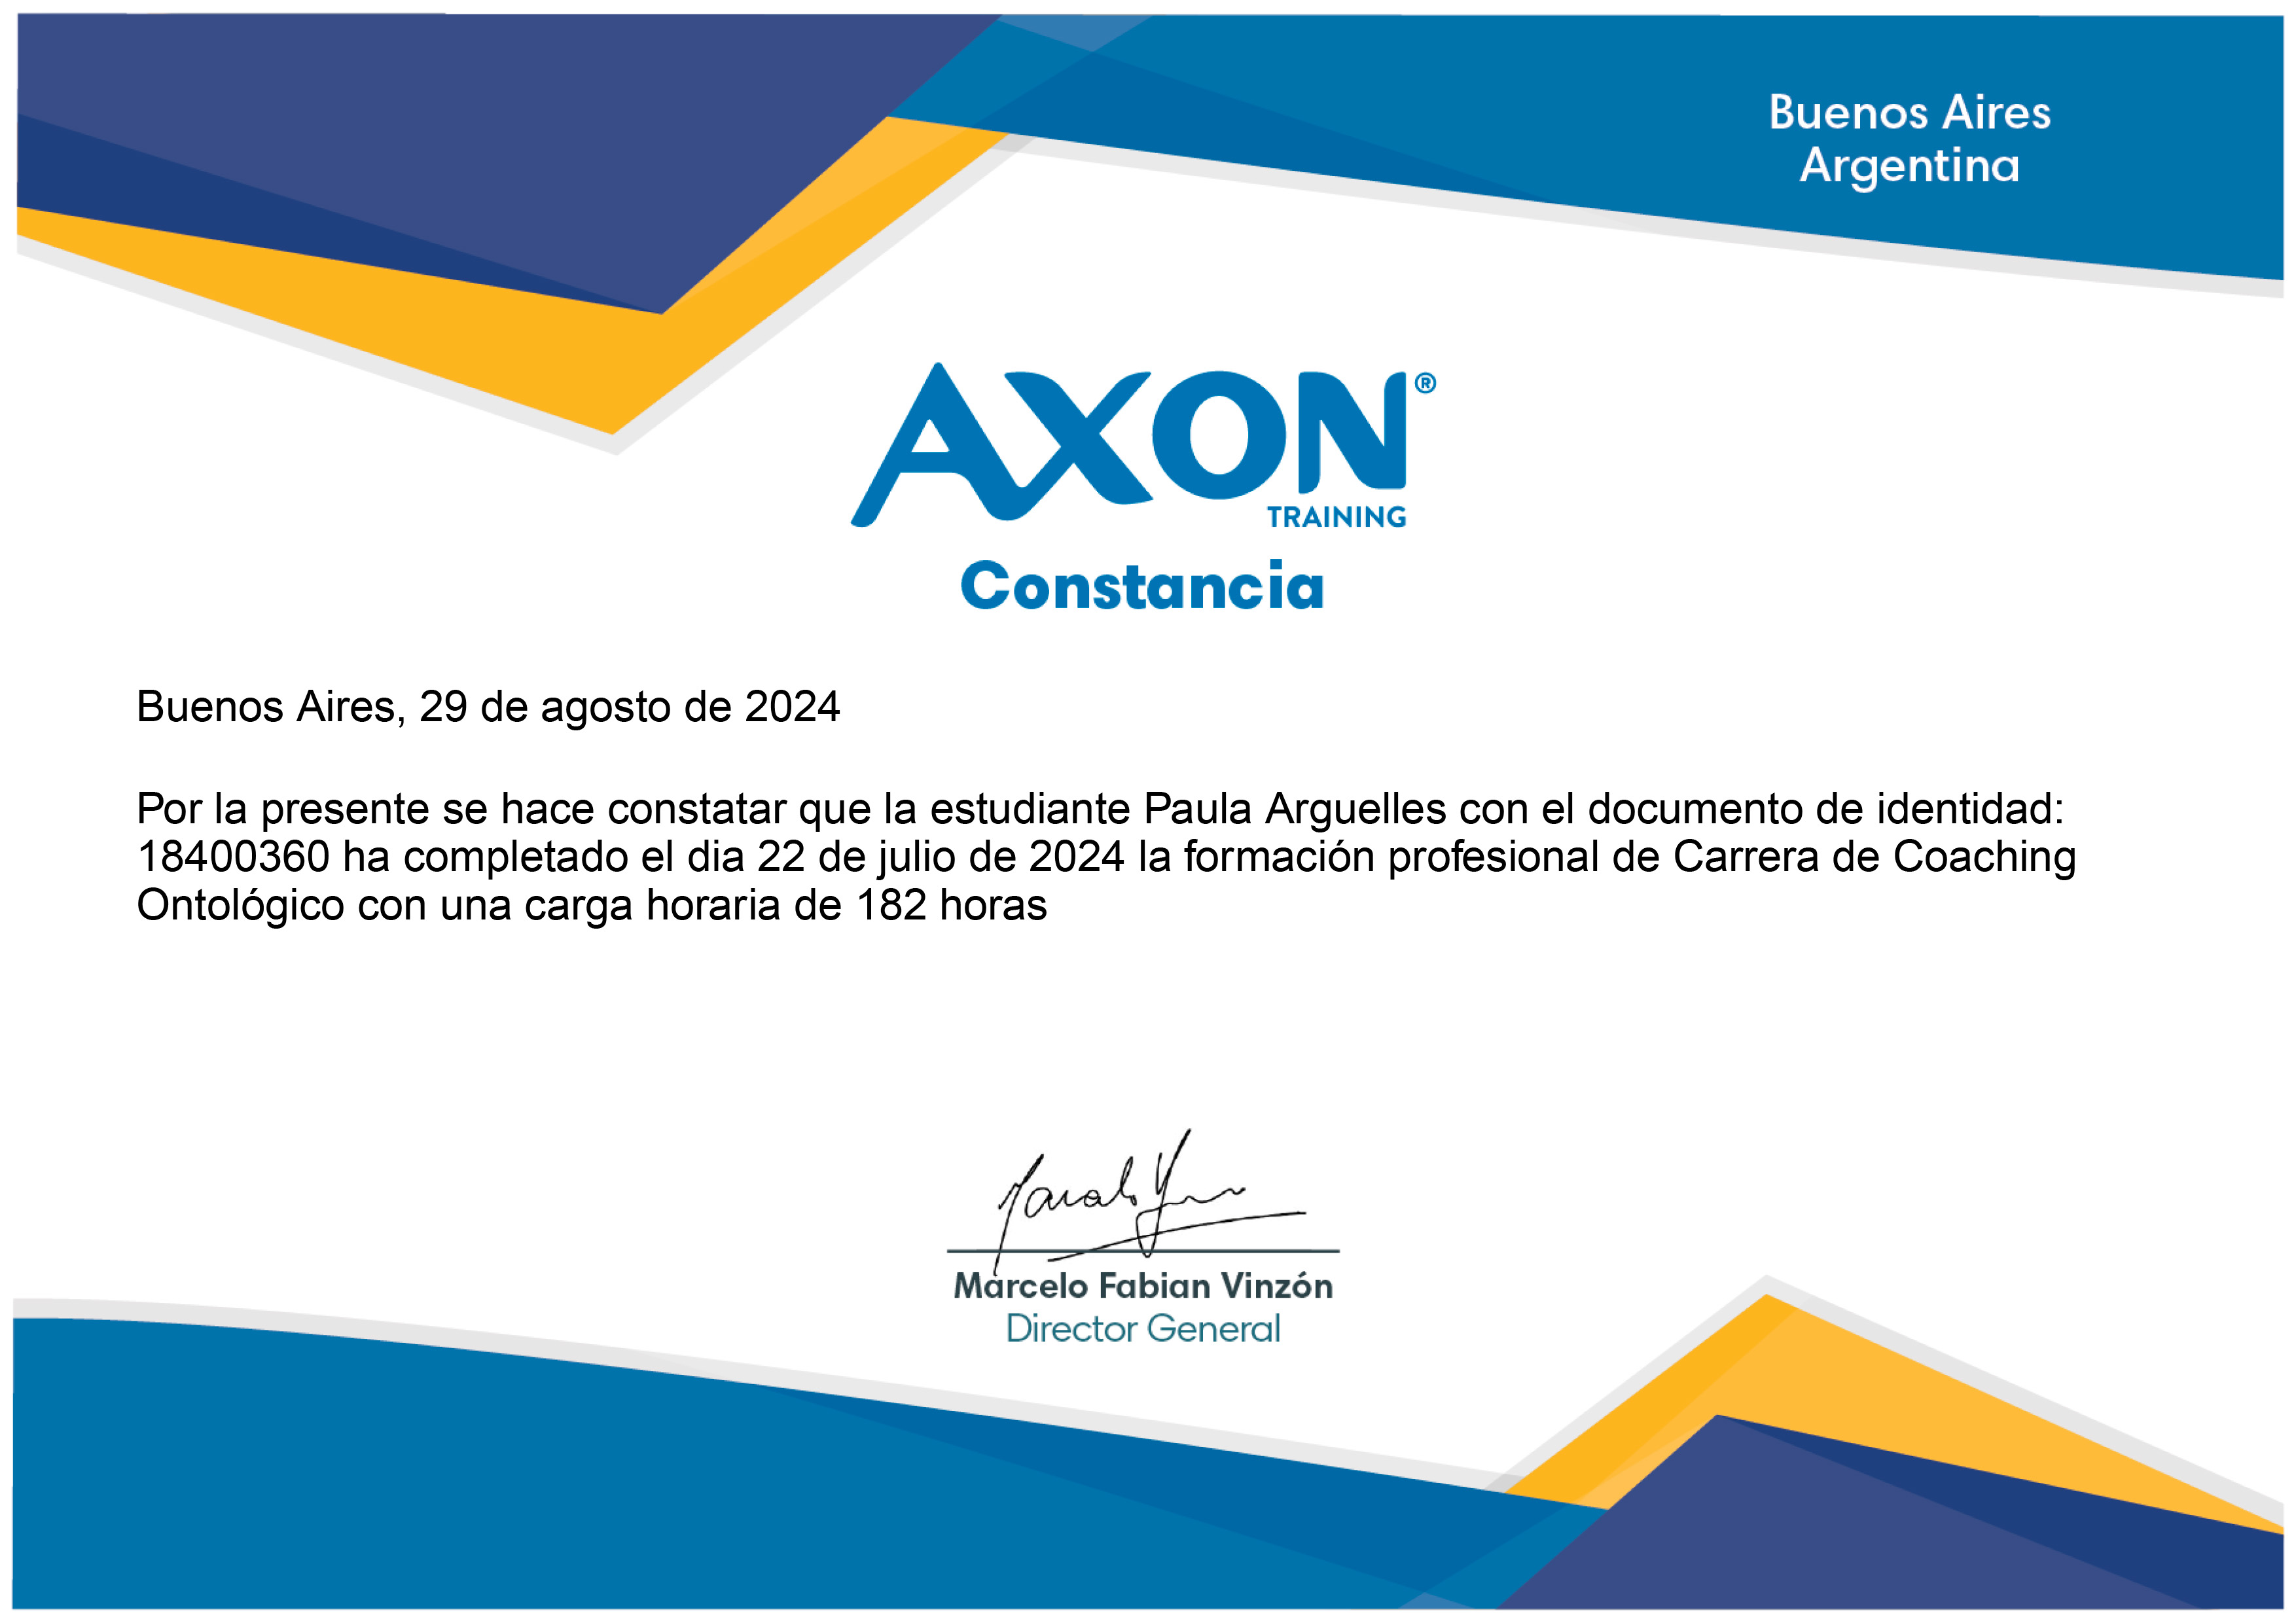 Buenos Aires
Argentina
AXON®
TRAINING
Constancia
Buenos Aires, 29 de agosto de 2024
Por la presente se hace constatar que la estudiante Paula Arguelles con el documento de identidad:
18400360 ha completado el dia 22 de julio de 2024 la formación profesional de Carrera de Coaching
Ontológico con una carga horaria de 182 horas
Marcelo Fabian Vinzón
Director General